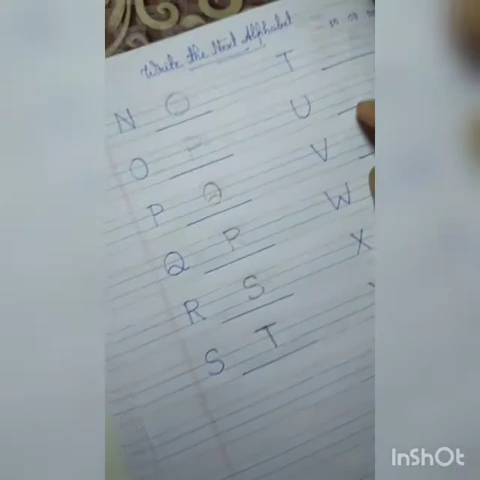 Write the Next Alphabet
N O T
O P U
P Q V
Q R W
R S X
S T
InShOt